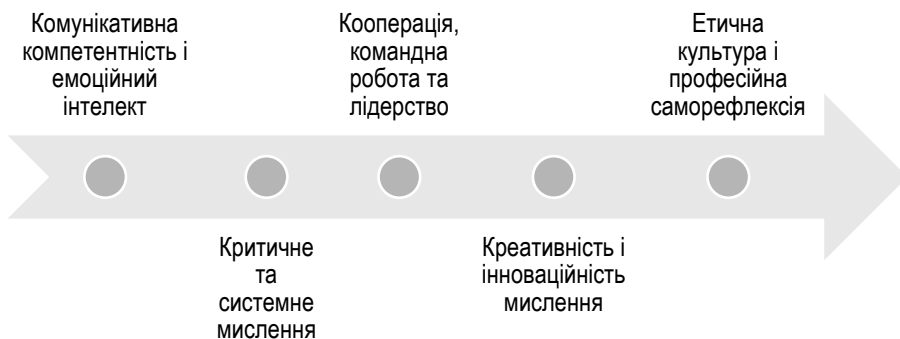 Комунікативна
компетентність і
емоційний
інтелект
Критичне
та
системне
мислення
Кооперація,
командна
робота та
лідерство
Креативність і
інноваційність
мислення
Етична
культура і
професійна
саморефлексія